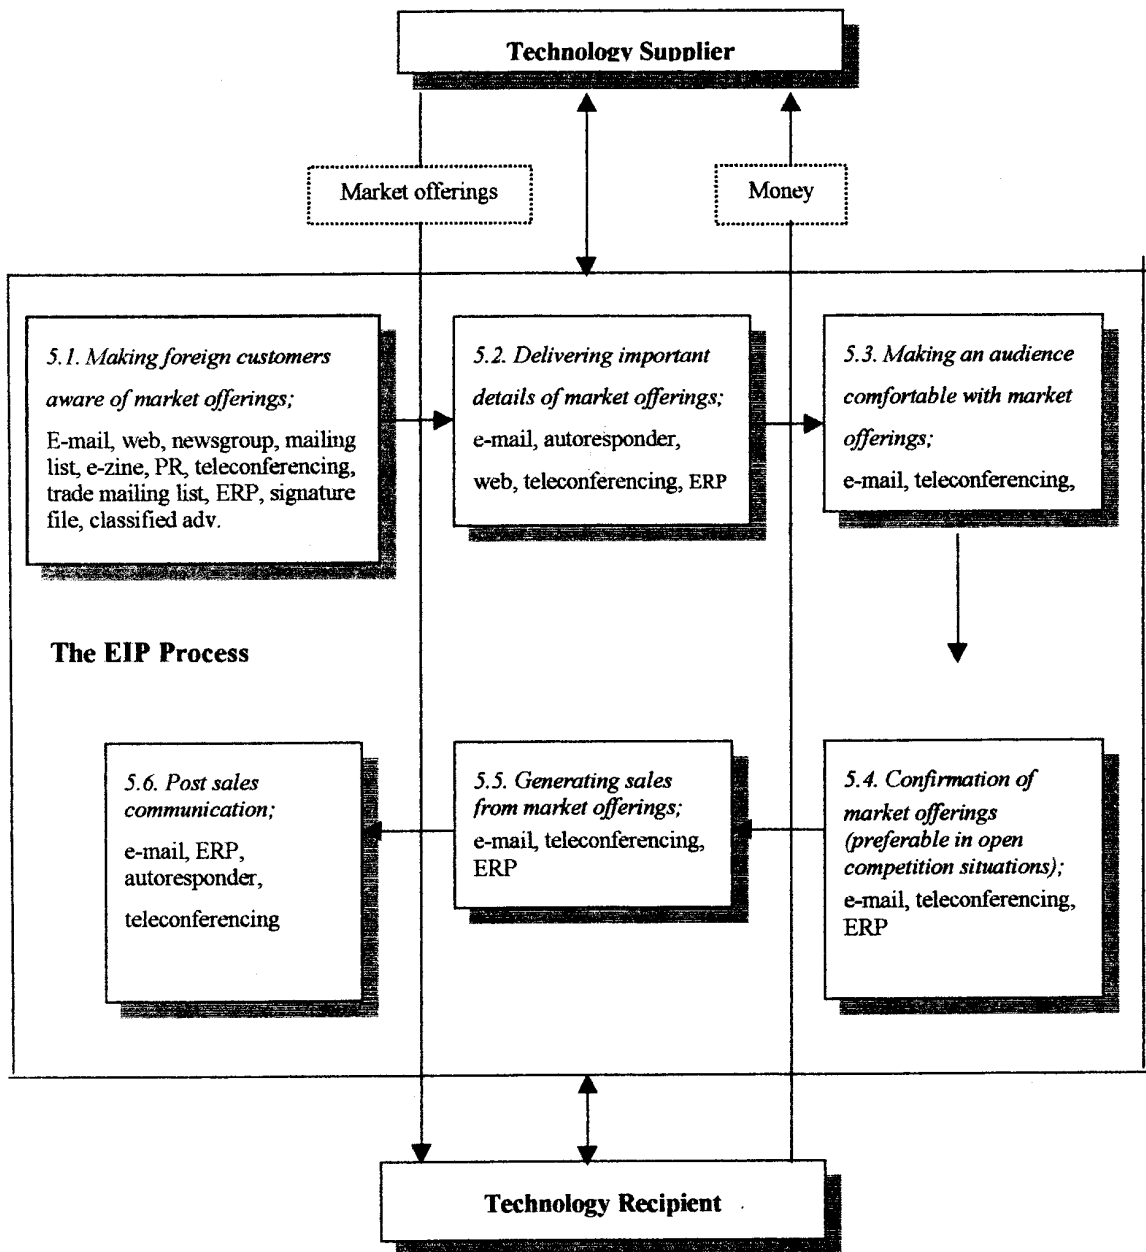 Technology Supplier
Market offerings
Money
5.1. Making foreign customers
aware of market offerings;
E-mail, web, newsgroup, mailing
list, e-zine, PR, teleconferencing,
trade mailing list, ERP, signature
file, classified adv.
5.2. Delivering important
details of market offerings;
e-mail, autoresponder,
web, teleconferencing, ERP
5.3. Making an audience
comfortable with market
offerings;
e-mail, teleconferencing,
The EIP Process
5.6. Post sales
communication;
e-mail, ERP,
autoresponder,
teleconferencing
5.5. Generating sales
from market offerings;
e-mail, teleconferencing,
ERP
5.4. Confirmation of
market offerings
(preferable in open
competition situations);
e-mail, teleconferencing,
ERP
Technology Recipient